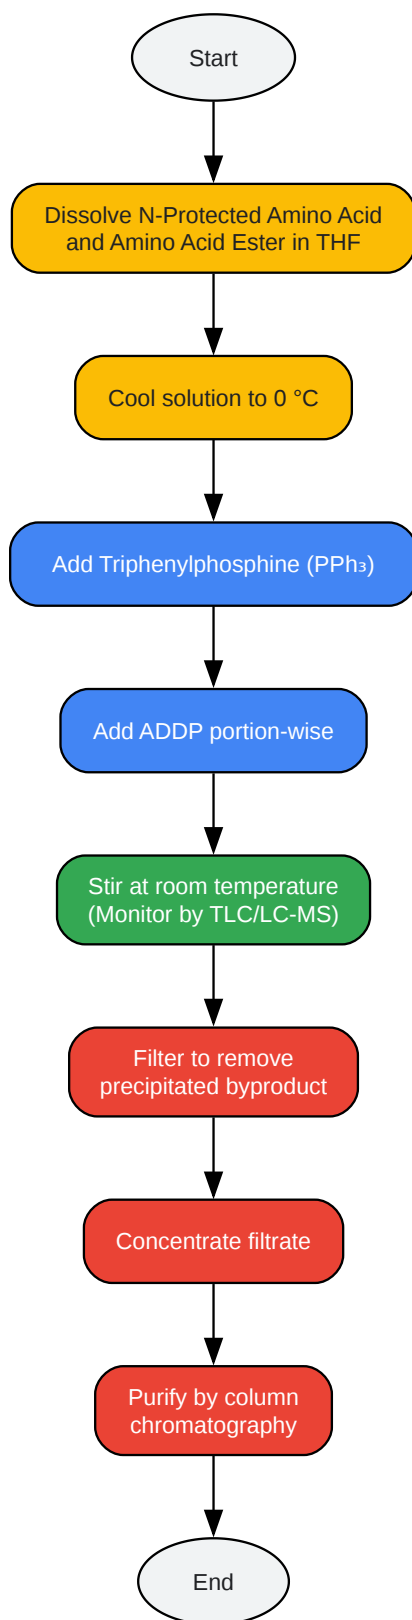 Start
Dissolve N-Protected Amino Acid
and Amino Acid Ester in THF
Cool solution to 0 °C
Add Triphenylphosphine (PPh₃)
Add ADDP portion-wise
Stir at room temperature
(Monitor by TLC/LC-MS)
Filter to remove
precipitated byproduct
Concentrate filtrate
Purify by column
chromatography
End